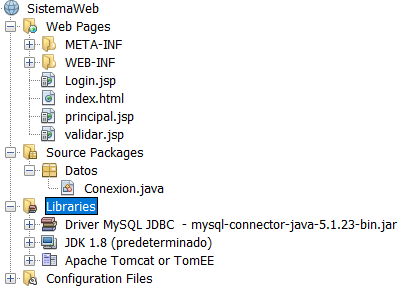 SistemaWeb
Web Pages
META-INF
WEB-INF
Login.jsp
index.html
principal.jsp
validar.jsp
Source Packages
Datos
Conexion.java
Libraries
Driver MySQL JDBC - mysql-connector-java-5.1.23-bin.jar
JDK 1.8 (predeterminado)
Apache Tomcat or TomEE
Configuration Files